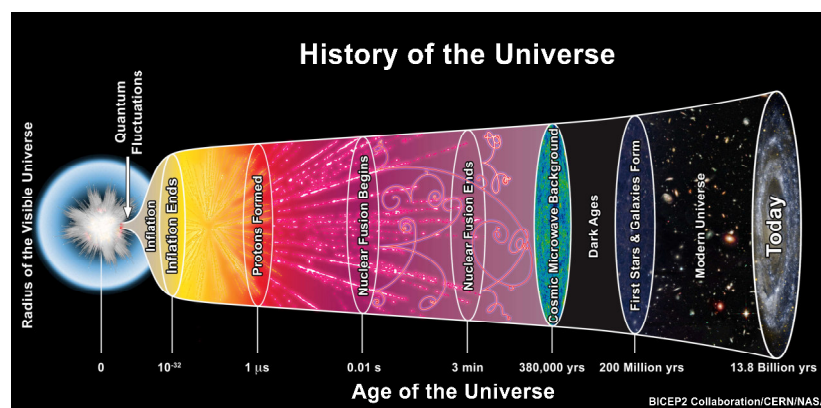 History of the Universe
Radius of the Visible Universe
Quantum
Fluctuations
Inflation
Inflation Ends
Protons Formed
Nuclear Fusion Begins
Nuclear Fusion Ends
Cosmic Microwave Background
Dark Ages
First Stars & Galaxies Form
Modern Universe
Today
0
10⁻³²
1 µs
0.01 s
3 min
380,000 yrs
200 Million yrs
13.8 Billion yrs
Age of the Universe
BICEP2 Collaboration/CERN/NAS